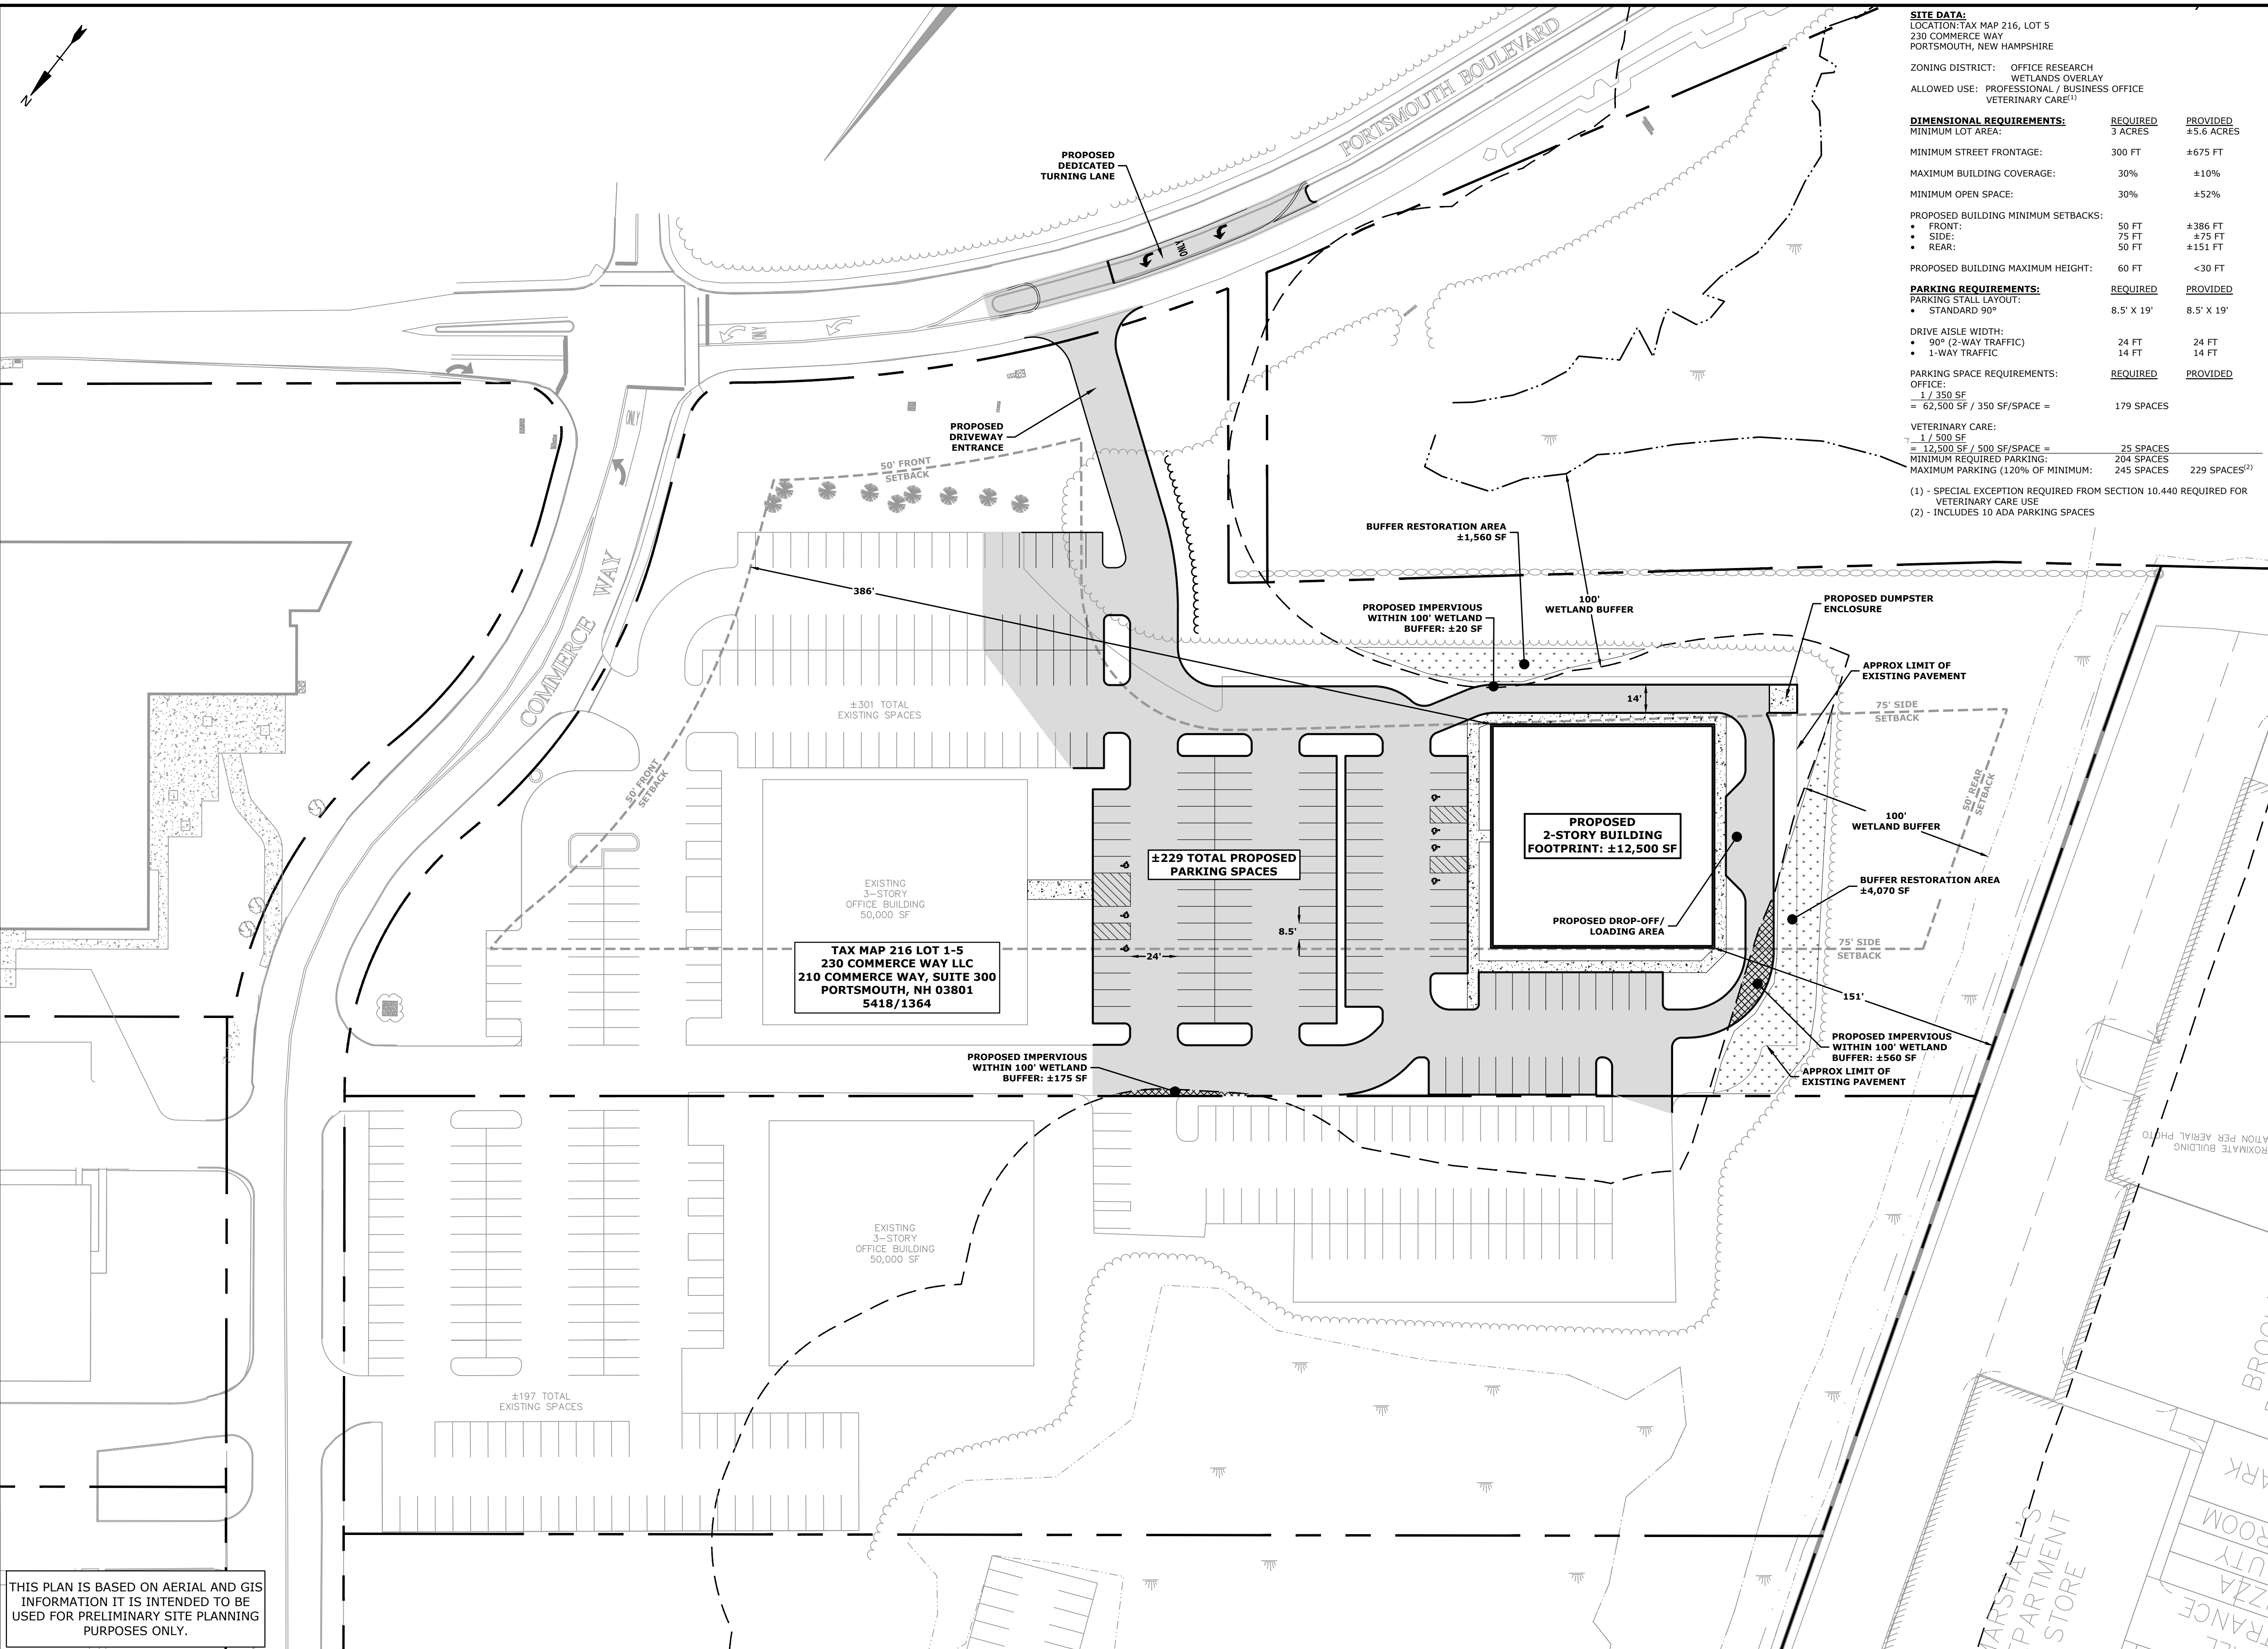 SITE DATA:
LOCATION:TAX MAP 216, LOT 5
230 COMMERCE WAY
PORTSMOUTH, NEW HAMPSHIRE
ZONING DISTRICT: OFFICE RESEARCH
WETLANDS OVERLAY
ALLOWED USE: PROFESSIONAL / BUSINESS OFFICE
VETERINARY CARE(1)
DIMENSIONAL REQUIREMENTS: REQUIRED PROVIDED
MINIMUM LOT AREA: 3 ACRES ±5.6 ACRES
MINIMUM STREET FRONTAGE: 300 FT ±675 FT
MAXIMUM BUILDING COVERAGE: 30% ±10%
MINIMUM OPEN SPACE: 30% ±52%
PROPOSED BUILDING MINIMUM SETBACKS:
• FRONT: 50 FT ±386 FT
• SIDE: 75 FT ±75 FT
• REAR: 50 FT ±151 FT
PROPOSED BUILDING MAXIMUM HEIGHT: 60 FT <30 FT
PARKING REQUIREMENTS: REQUIRED PROVIDED
PARKING STALL LAYOUT:
• STANDARD 90° 8.5' X 19' 8.5' X 19'
DRIVE AISLE WIDTH:
• 90° (2-WAY TRAFFIC) 24 FT 24 FT
• 1-WAY TRAFFIC 14 FT 14 FT
PARKING SPACE REQUIREMENTS: REQUIRED PROVIDED
OFFICE:
1 / 350 SF
= 62,500 SF / 350 SF/SPACE = 179 SPACES
VETERINARY CARE:
1 / 500 SF
= 12,500 SF / 500 SF/SPACE = 25 SPACES
MINIMUM REQUIRED PARKING: 204 SPACES
MAXIMUM PARKING (120% OF MINIMUM: 245 SPACES 229 SPACES(2)
(1) - SPECIAL EXCEPTION REQUIRED FROM SECTION 10.440 REQUIRED FOR
VETERINARY CARE USE
(2) - INCLUDES 10 ADA PARKING SPACES
N
PORTSMOUTH BOULEVARD
PROPOSED
DEDICATED
TURNING LANE
ONLY
ONLY
ONLY
PROPOSED
DRIVEWAY
ENTRANCE
50' FRONT
SETBACK
COMMERCE WAY
386'
BUFFER RESTORATION AREA
±1,560 SF
PROPOSED IMPERVIOUS
WITHIN 100' WETLAND
BUFFER: ±20 SF
100'
WETLAND BUFFER
PROPOSED DUMPSTER
ENCLOSURE
APPROX LIMIT OF
EXISTING PAVEMENT
14'
75' SIDE
SETBACK
±301 TOTAL
EXISTING SPACES
50' FRONT
SETBACK
50' REAR
SETBACK
100'
WETLAND BUFFER
PROPOSED
2-STORY BUILDING
FOOTPRINT: ±12,500 SF
±229 TOTAL PROPOSED
PARKING SPACES
EXISTING
3-STORY
OFFICE BUILDING
50,000 SF
BUFFER RESTORATION AREA
±4,070 SF
PROPOSED DROP-OFF/
LOADING AREA
8.5'
24'
75' SIDE
SETBACK
TAX MAP 216 LOT 1-5
230 COMMERCE WAY LLC
210 COMMERCE WAY, SUITE 300
PORTSMOUTH, NH 03801
5418/1364
151'
PROPOSED IMPERVIOUS
WITHIN 100' WETLAND
BUFFER: ±560 SF
APPROX LIMIT OF
EXISTING PAVEMENT
PROPOSED IMPERVIOUS
WITHIN 100' WETLAND
BUFFER: ±175 SF
EXISTING
3-STORY
OFFICE BUILDING
50,000 SF
±197 TOTAL
EXISTING SPACES
ROXIMATE BUILDING
ATION PER AERIAL PHOTO
MARSHALL'S
DEPARTMENT
STORE
THIS PLAN IS BASED ON AERIAL AND GIS
INFORMATION IT IS INTENDED TO BE
USED FOR PRELIMINARY SITE PLANNING
PURPOSES ONLY.